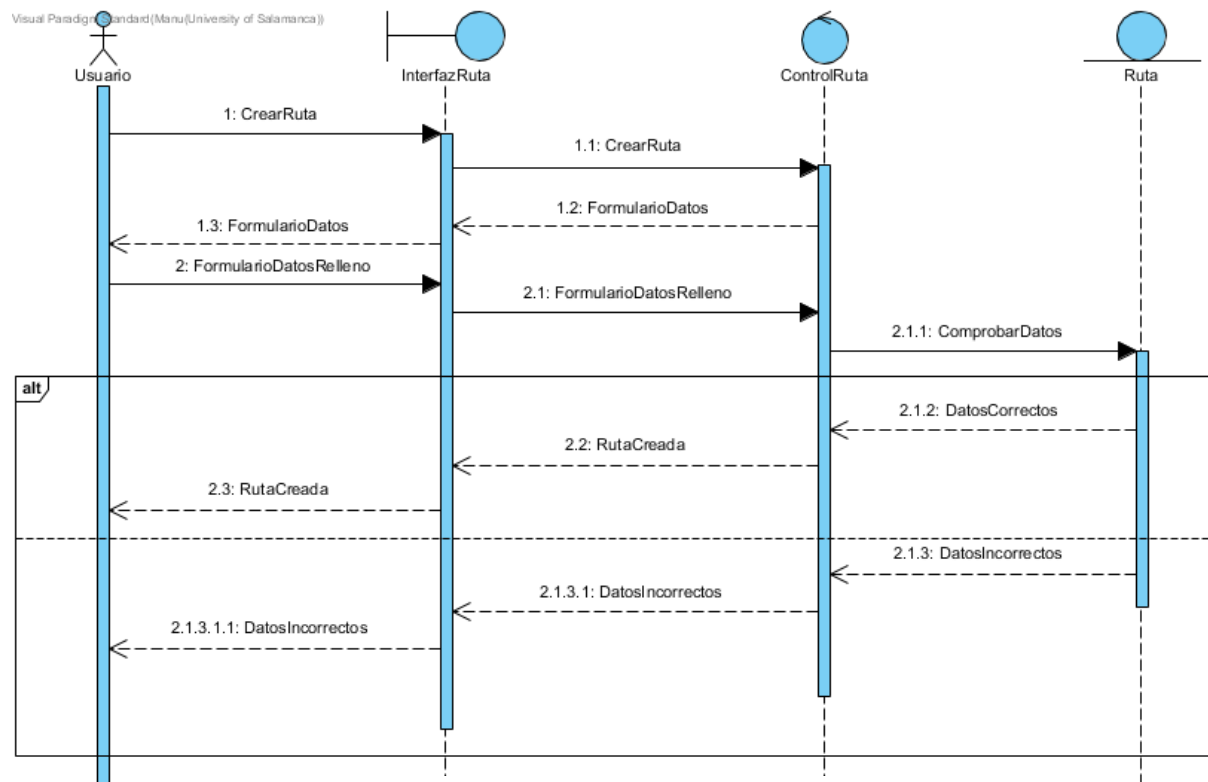 Visual Paradigm Standard(Manu(University of Salamanca))
Usuario
InterfazRuta
ControlRuta
Ruta
1: CrearRuta
1.1: CrearRuta
1.2: FormularioDatos
1.3: FormularioDatos
2: FormularioDatosRelleno
2.1: FormularioDatosRelleno
2.1.1: ComprobarDatos
alt
2.1.2: DatosCorrectos
2.2: RutaCreada
2.3: RutaCreada
2.1.3: DatosIncorrectos
2.1.3.1: DatosIncorrectos
2.1.3.1.1: DatosIncorrectos